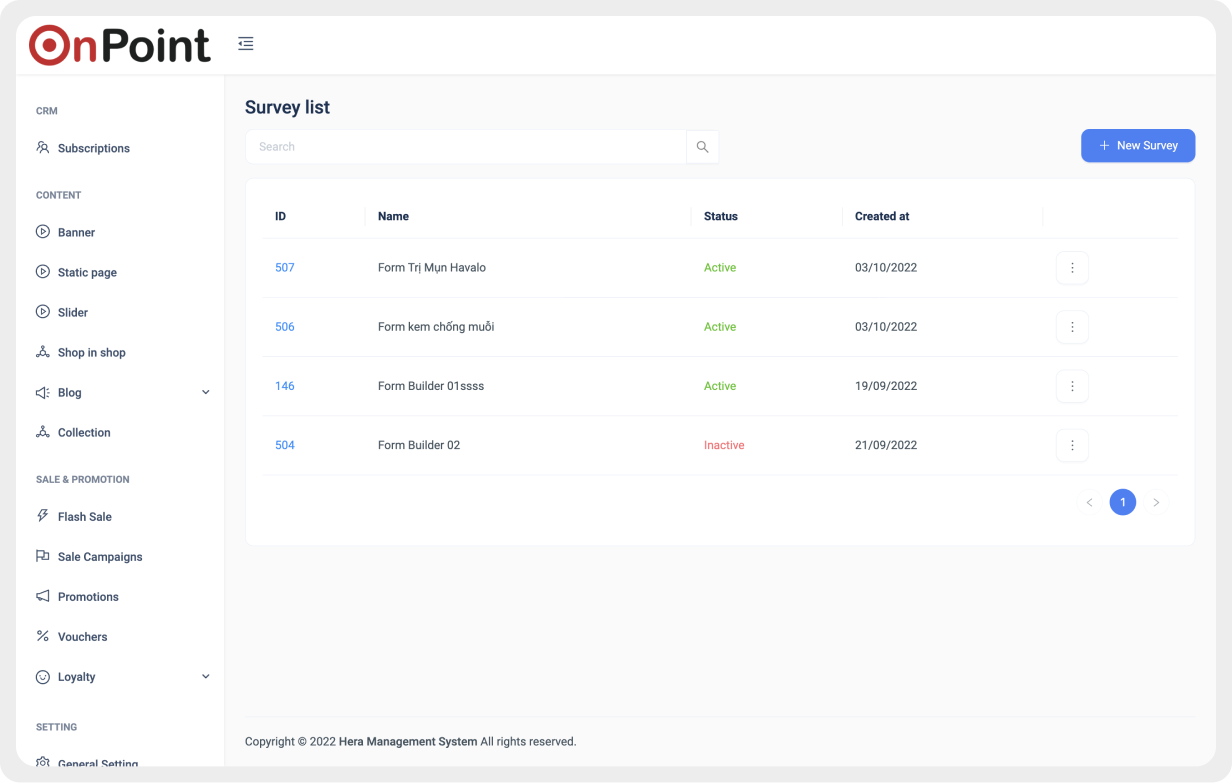 OnPoint
CRM
Subscriptions
CONTENT
Banner
Static page
Slider
Shop in shop
Blog
Collection
SALE & PROMOTION
Flash Sale
Sale Campaigns
Promotions
Vouchers
Loyalty
SETTING
General Setting
Survey list
Search
+ New Survey
ID Name Status Created at
507 Form Trị Mụn Havalo Active 03/10/2022
506 Form kem chống muỗi Active 03/10/2022
146 Form Builder 01ssss Active 19/09/2022
504 Form Builder 02 Inactive 21/09/2022
< 1 >
Copyright © 2022 Hera Management System All rights reserved.